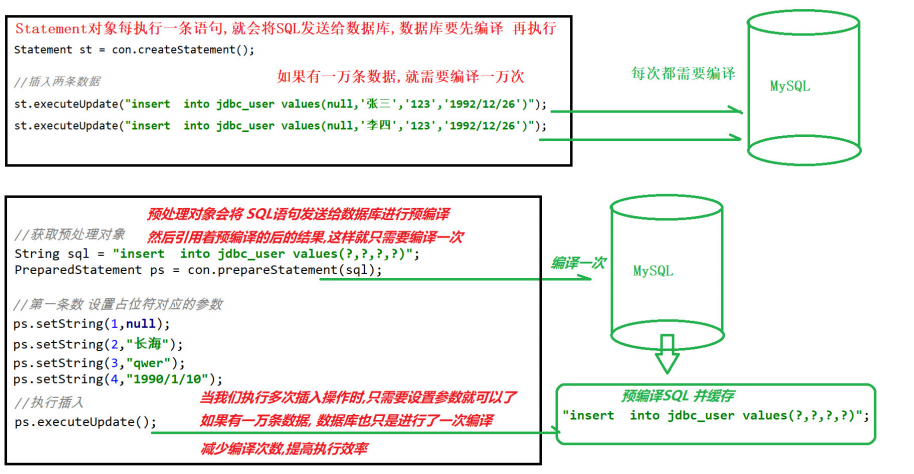 Statement对象每执行一条语句,就会将SQL发送给数据库,数据库要先编译 再执行
Statement st = con.createStatement();
//插入两条数据
如果有一万条数据,就需要编译一万次
st.executeUpdate("insert  into jdbc_user values(null,'张三','123','1992/12/26')");
st.executeUpdate("insert  into jdbc_user values(null,'李四','123','1992/12/26')");
每次都需要编译
MySQL
预处理对象会将 SQL语句发送给数据库进行预编译
然后引用着预编译的后的结果,这样就只需要编译一次
//获取预处理对象
String sql = "insert  into jdbc_user values(?,?,?,?)";
PreparedStatement ps = con.prepareStatement(sql);
编译一次
MySQL
//第一条数 设置占位符对应的参数
ps.setString(1,null);
ps.setString(2,"长海");
ps.setString(3,"qwer");
ps.setString(4,"1990/1/10");
//执行插入
ps.executeUpdate();
当我们执行多次插入操作时,只需要设置参数就可以了
如果有一万条数据, 数据库也只是进行了一次编译
减少编译次数,提高执行效率
预编译SQL 并缓存
"insert  into jdbc_user values(?,?,?,?)";